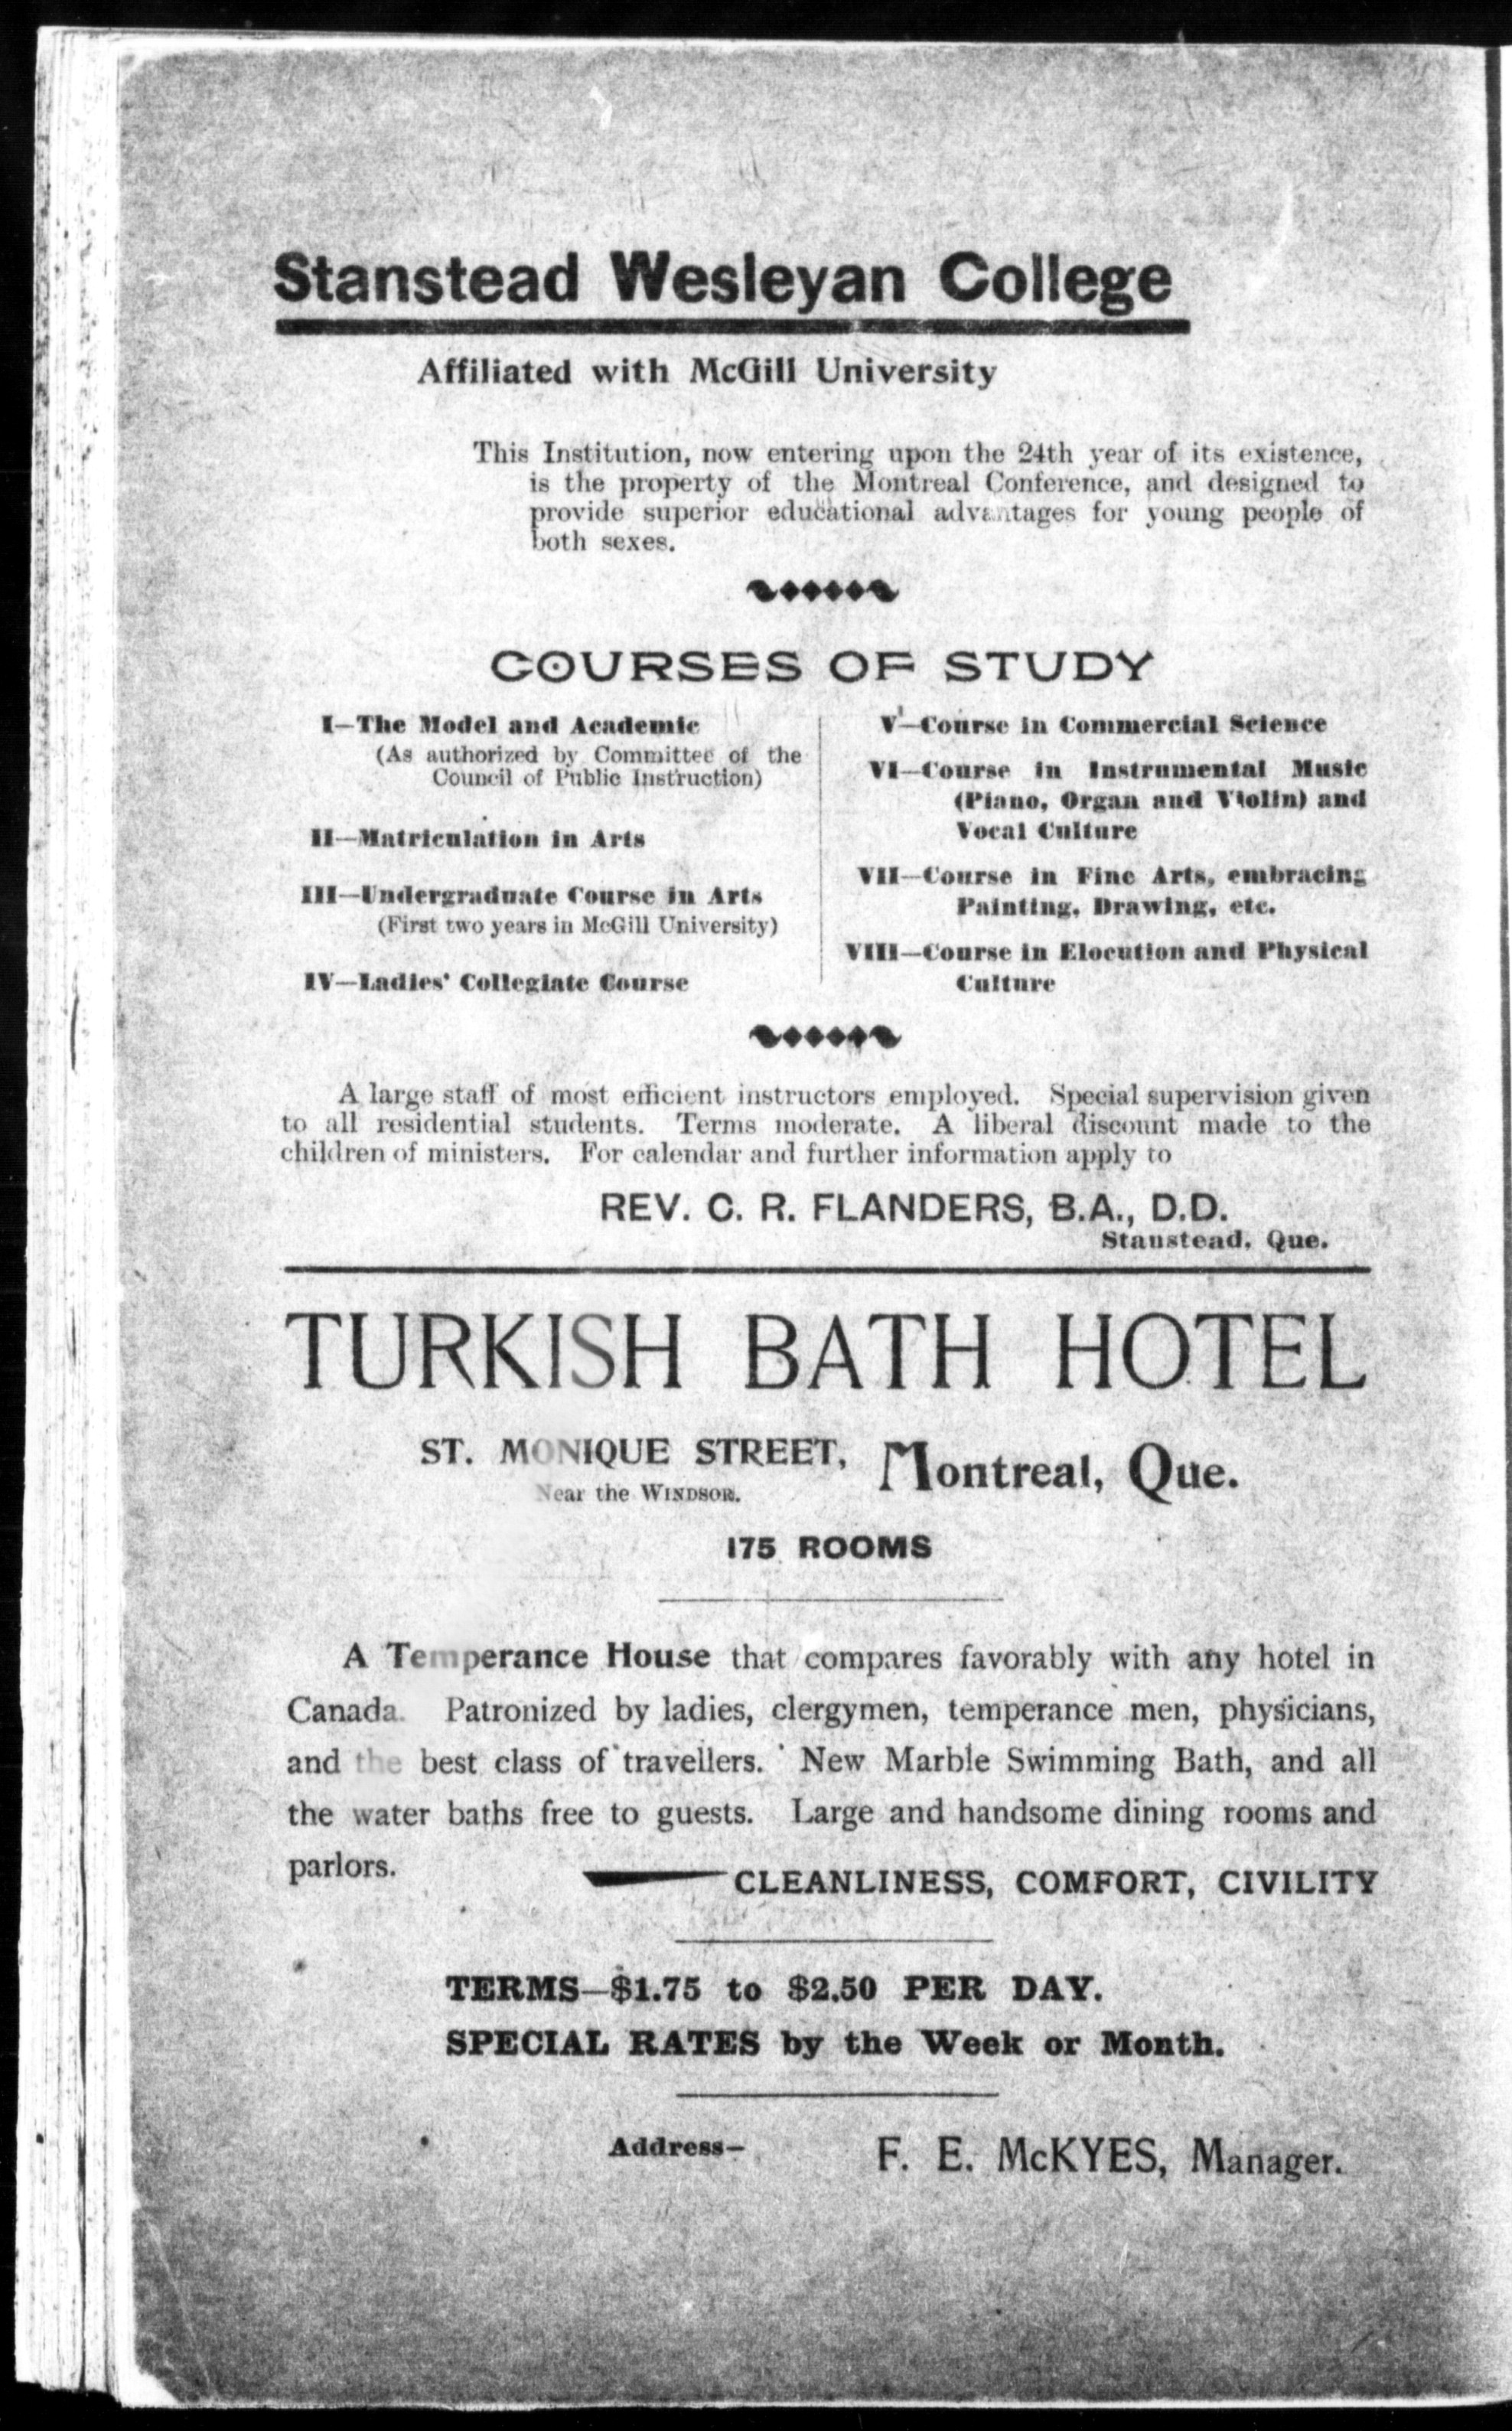 Stanstead Wesleyan College
Affiliated with McGill University
This Institution, now entering upon the 24th year of its existence,
is the property of the Montreal Conference, and designed to
provide superior educational advantages for young people of
both sexes.
COURSES OF STUDY
I—The Model and Academic
(As authorized by Committee of the
Council of Public Instruction)
II—Matriculation in Arts
III—Undergraduate Course in Arts
(First two years in McGill University)
IV—Ladies' Collegiate Course
V—Course in Commercial Science
VI—Course in Instrumental Music
(Piano, Organ and Violin) and
Vocal Culture
VII—Course in Fine Arts, embracing
Painting, Drawing, etc.
VIII—Course in Elocution and Physical
Culture
A large staff of most efficient instructors employed. Special supervision given
to all residential students. Terms moderate. A liberal discount made to the
children of ministers. For calendar and further information apply to
REV. C. R. FLANDERS, B.A., D.D.
Stanstead, Que.
TURKISH BATH HOTEL
ST. MONIQUE STREET, Montreal, Que.
Near the WINDSOR.
175 ROOMS
A Temperance House that compares favorably with any hotel in
Canada. Patronized by ladies, clergymen, temperance men, physicians,
and the best class of travellers. New Marble Swimming Bath, and all
the water baths free to guests. Large and handsome dining rooms and
parlors.
CLEANLINESS, COMFORT, CIVILITY
TERMS—$1.75 to $2.50 PER DAY.
SPECIAL RATES by the Week or Month.
Address— F. E. McKYES, Manager.